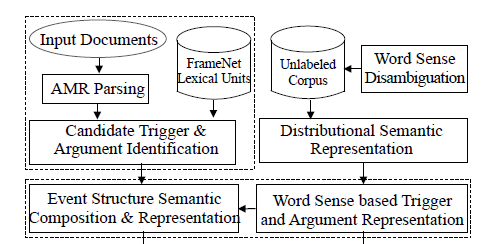 Input Documents
FrameNet
Lexical Units
Unlabeled
Corpus
Word Sense
Disambiguation
AMR Parsing
Candidate Trigger &
Argument Identification
Distributional Semantic
Representation
Event Structure Semantic
Composition & Representation
Word Sense based Trigger
and Argument Representation